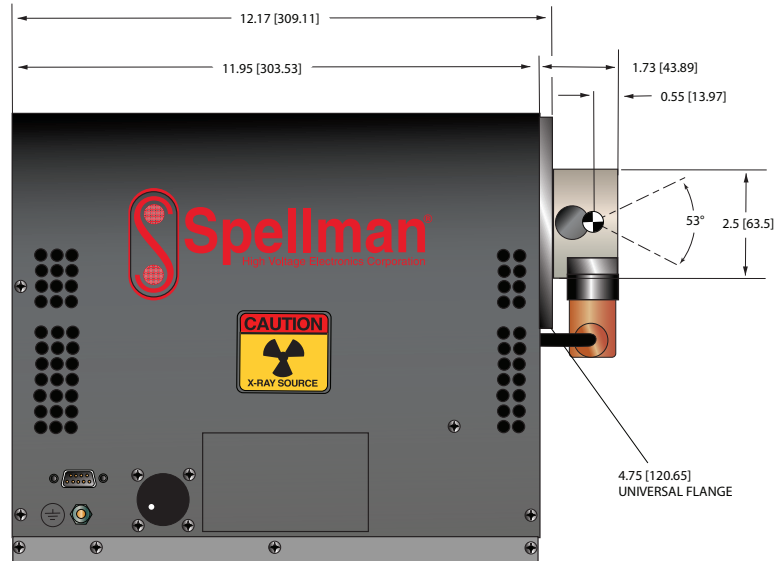 12.17 [309.11]
11.95 [303.53]
1.73 [43.89]
0.55 [13.97]
53°
2.5 [63.5]
Spellman®
High Voltage Electronics Corporation
CAUTION
X-RAY SOURCE
4.75 [120.65]
UNIVERSAL FLANGE